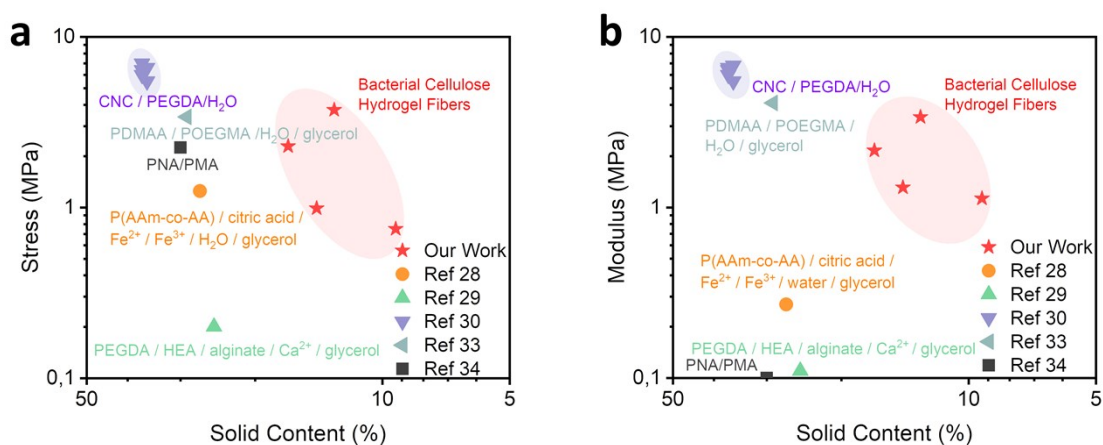 a
10
1
0,1
Stress (MPa)
50
10
5
Solid Content (%)
CNC / PEGDA/H₂O
PDMAA / POEGMA /H₂O / glycerol
PNA/PMA
P(AAm-co-AA) / citric acid /
Fe²⁺ / Fe³⁺ / H₂O / glycerol
PEGDA / HEA / alginate / Ca²⁺ / glycerol
Bacterial Cellulose
Hydrogel Fibers
Our Work
Ref 28
Ref 29
Ref 30
Ref 33
Ref 34
b
10
1
0,1
Modulus (MPa)
50
10
5
Solid Content (%)
CNC / PEGDA/H₂O
PDMAA / POEGMA /
H₂O / glycerol
P(AAm-co-AA) / citric acid /
Fe²⁺ / Fe³⁺ / water / glycerol
PEGDA / HEA / alginate / Ca²⁺ / glycerol
PNA/PMA
Bacterial Cellulose
Hydrogel Fibers
Our Work
Ref 28
Ref 29
Ref 30
Ref 33
Ref 34